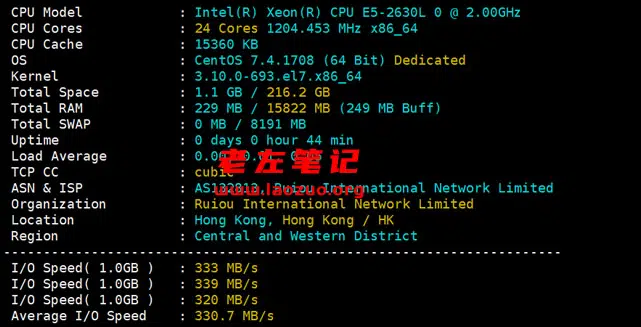 CPU Model : Intel(R) Xeon(R) CPU E5-2630L 0 @ 2.00GHz
CPU Cores : 24 Cores 1204.453 MHz x86_64
CPU Cache : 15360 KB
OS : CentOS 7.4.1708 (64 Bit) Dedicated
Kernel : 3.10.0-693.el7.x86_64
Total Space : 1.1 GB / 216.2 GB
Total RAM : 229 MB / 15822 MB (249 MB Buff)
Total SWAP : 0 MB / 8191 MB
Uptime : 0 days 0 hour 44 min
Load Average :
老左笔记
TCP CC : cubic
ASN & ISP : Ruiou International Network Limited
www.laozuo.org
Organization : Ruiou International Network Limited
Location : Hong Kong, Hong Kong / HK
Region : Central and Western District
I/O Speed( 1.0GB ) : 333 MB/s
I/O Speed( 1.0GB ) : 339 MB/s
I/O Speed( 1.0GB ) : 320 MB/s
Average I/O Speed : 330.7 MB/s